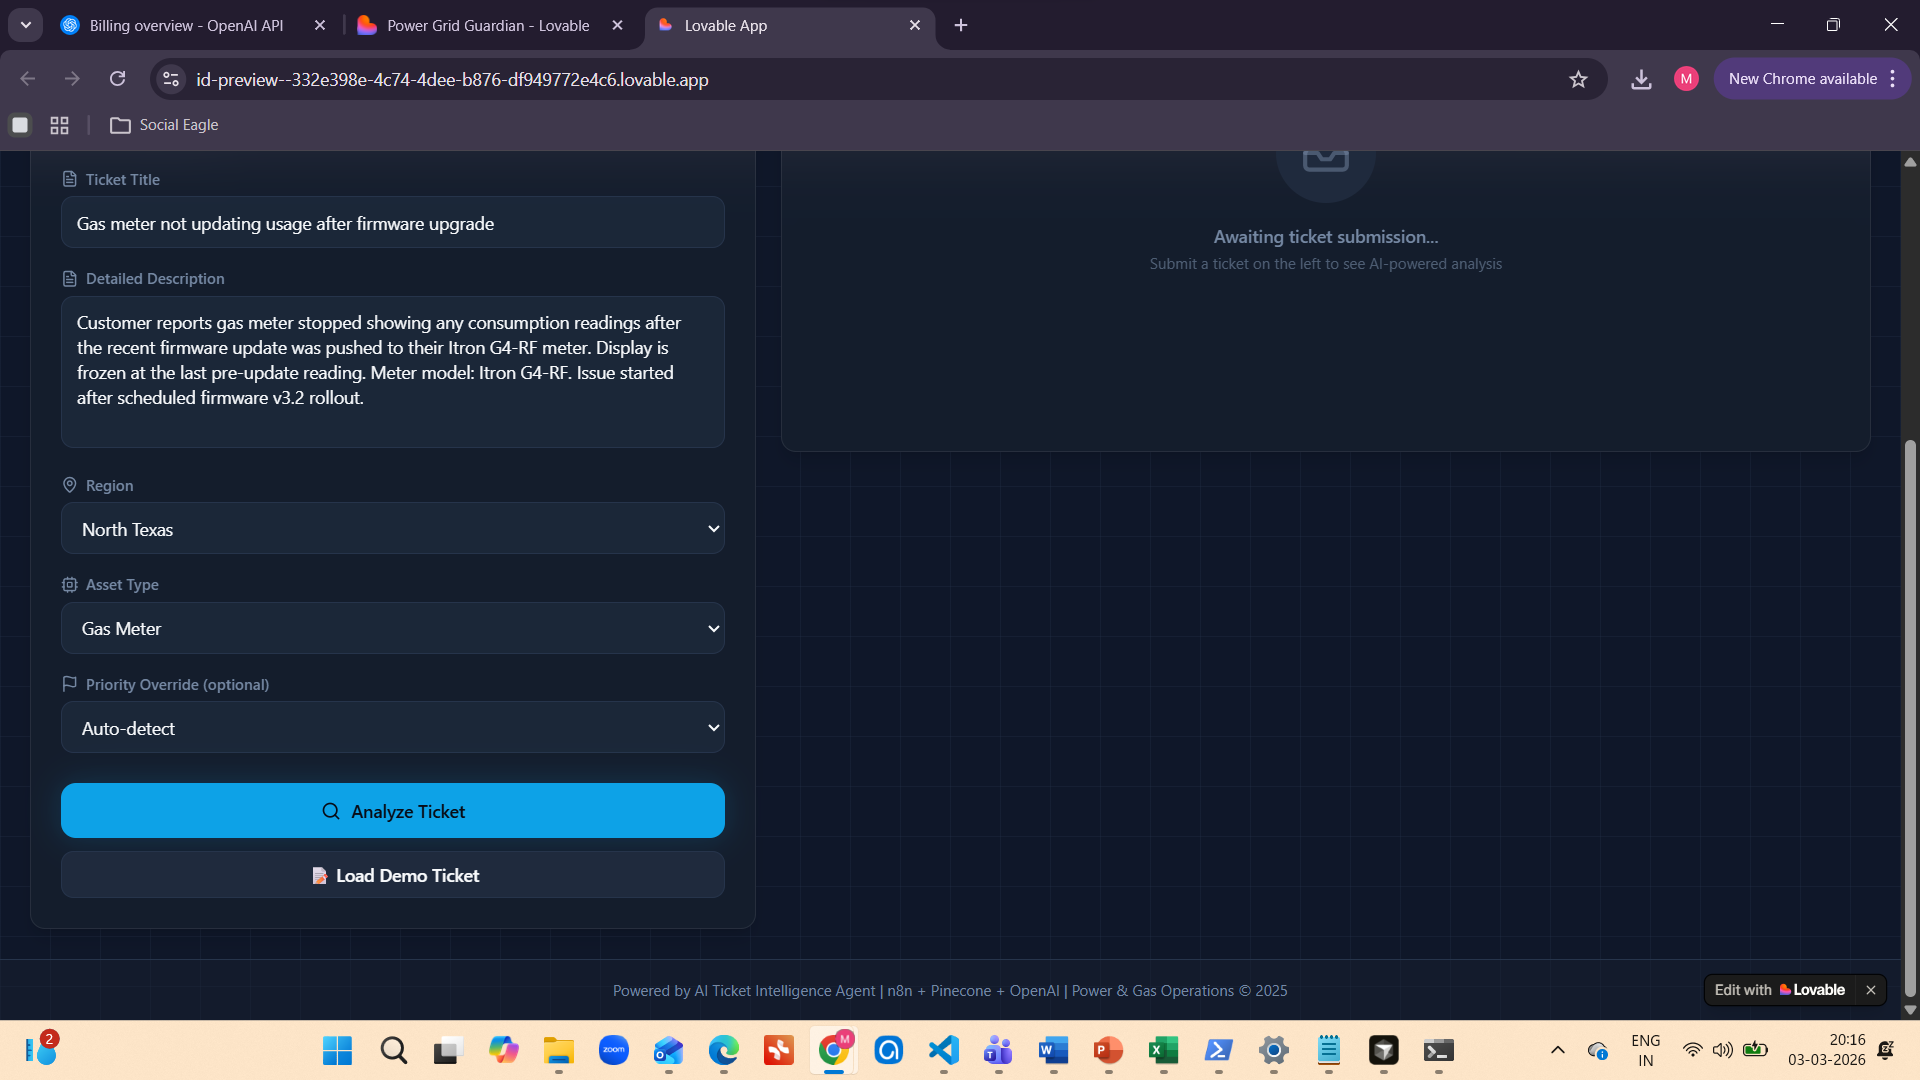 Billing overview - OpenAI API
Power Grid Guardian - Lovable
Lovable App
id-preview--332e398e-4c74-4dee-b876-df949772e4c6.lovable.app
M
New Chrome available
Social Eagle
Ticket Title
Gas meter not updating usage after firmware upgrade
Detailed Description
Customer reports gas meter stopped showing any consumption readings after
the recent firmware update was pushed to their Itron G4-RF meter. Display is
frozen at the last pre-update reading. Meter model: Itron G4-RF. Issue started
after scheduled firmware v3.2 rollout.
Region
North Texas
Asset Type
Gas Meter
Priority Override (optional)
Auto-detect
Analyze Ticket
Load Demo Ticket
Awaiting ticket submission...
Submit a ticket on the left to see AI-powered analysis
Powered by AI Ticket Intelligence Agent | n8n + Pinecone + OpenAI | Power & Gas Operations © 2025
Edit with Lovable
2
zoom
M
ENG
IN
20:16
03-03-2026